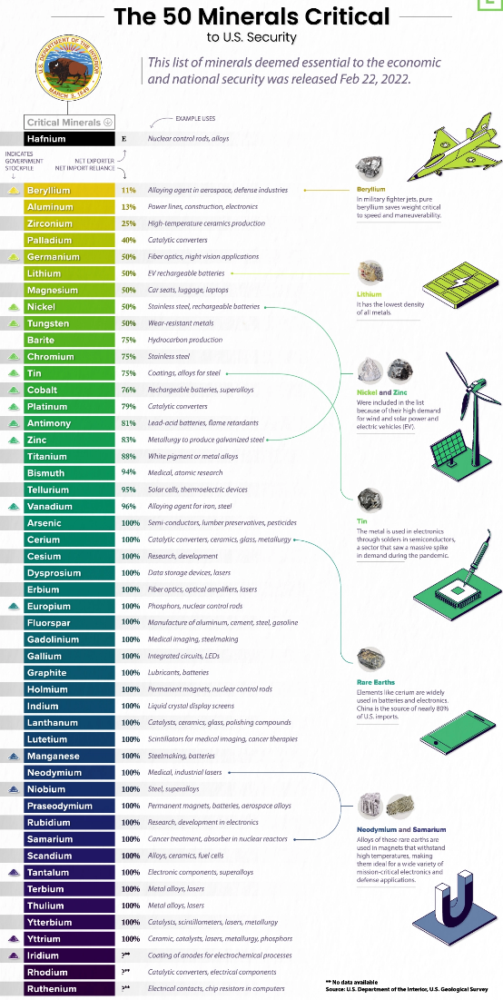 The 50 Minerals Critical
to U.S. Security
U.S. DEPARTMENT OF THE INTERIOR
MARCH 3, 1849
This list of minerals deemed essential to the economic
and national security was released Feb 22, 2022.
Critical Minerals
EXAMPLE USES
Hafnium E Nuclear control rods, alloys
INDICATES
GOVERNMENT
STOCKPILE
NET EXPORTER
NET IMPORT RELIANCE
Beryllium 11% Alloying agent in aerospace, defense industries
Aluminum 13% Power lines, construction, electronics
Zirconium 25% High-temperature ceramics production
Palladium 40% Catalytic converters
Germanium 50% Fiber optics, night vision applications
Lithium 50% EV rechargeable batteries
Magnesium 50% Car seats, luggage, laptops
Nickel 50% Stainless steel, rechargeable batteries
Tungsten 50% Wear-resistant metals
Barite 75% Hydrocarbon production
Chromium 75% Stainless steel
Tin 75% Coatings, alloys for steel
Cobalt 76% Rechargeable batteries, superalloys
Platinum 79% Catalytic converters
Antimony 81% Lead-acid batteries, flame retardants
Zinc 83% Metallurgy to produce galvanized steel
Titanium 88% White pigment or metal alloys
Bismuth 94% Medical, atomic research
Tellurium 95% Solar cells, thermoelectric devices
Vanadium 96% Alloying agent for iron, steel
Arsenic 100% Semi-conductors, lumber preservatives, pesticides
Cerium 100% Catalytic converters, ceramics, glass, metallurgy
Cesium 100% Research, development
Dysprosium 100% Data storage devices, lasers
Erbium 100% Fiber optics, optical amplifiers, lasers
Europium 100% Phosphors, nuclear control rods
Fluorspar 100% Manufacture of aluminum, cement, steel, gasoline
Gadolinium 100% Medical imaging, steelmaking
Gallium 100% Integrated circuits, LEDs
Graphite 100% Lubricants, batteries
Holmium 100% Permanent magnets, nuclear control rods
Indium 100% Liquid crystal display screens
Lanthanum 100% Catalysts, ceramics, glass, polishing compounds
Lutetium 100% Scintillators for medical imaging, cancer therapies
Manganese 100% Steelmaking, batteries
Neodymium 100% Medical, industrial lasers
Niobium 100% Steel, superalloys
Praseodymium 100% Permanent magnets, batteries, aerospace alloys
Rubidium 100% Research, development in electronics
Samarium 100% Cancer treatment, absorber in nuclear reactors
Scandium 100% Alloys, ceramics, fuel cells
Tantalum 100% Electronic components, superalloys
Terbium 100% Metal alloys, lasers
Thulium 100% Metal alloys, lasers
Ytterbium 100% Catalysts, scintillometers, lasers, metallurgy
Yttrium 100% Ceramic, catalysts, lasers, metallurgy, phosphors
Iridium ?** Coating of anodes for electrochemical processes
Rhodium ?** Catalytic converters, electrical components
Ruthenium ?** Electrical contacts, chip resistors in computers
Beryllium
In military fighter jets, pure
beryllium saves weight critical
to speed and maneuverability.
Lithium
It has the lowest density
of all metals.
Nickel and Zinc
Were included in the list
because of their high demand
for wind and solar power and
electric vehicles (EV).
Tin
The metal is used in electronics
through solders in semiconductors,
a sector that saw a massive spike
in demand during the pandemic.
Rare Earths
Elements like cerium are widely
used in batteries and electronics.
China is the source of nearly 80%
of U.S. imports.
Neodymium and Samarium
Alloys of these rare earths are
used in magnets that withstand
high temperatures, making
them ideal for a wide variety of
mission-critical electronics and
defense applications.
** No data available
Source: U.S. Department of the Interior, U.S. Geological Survey